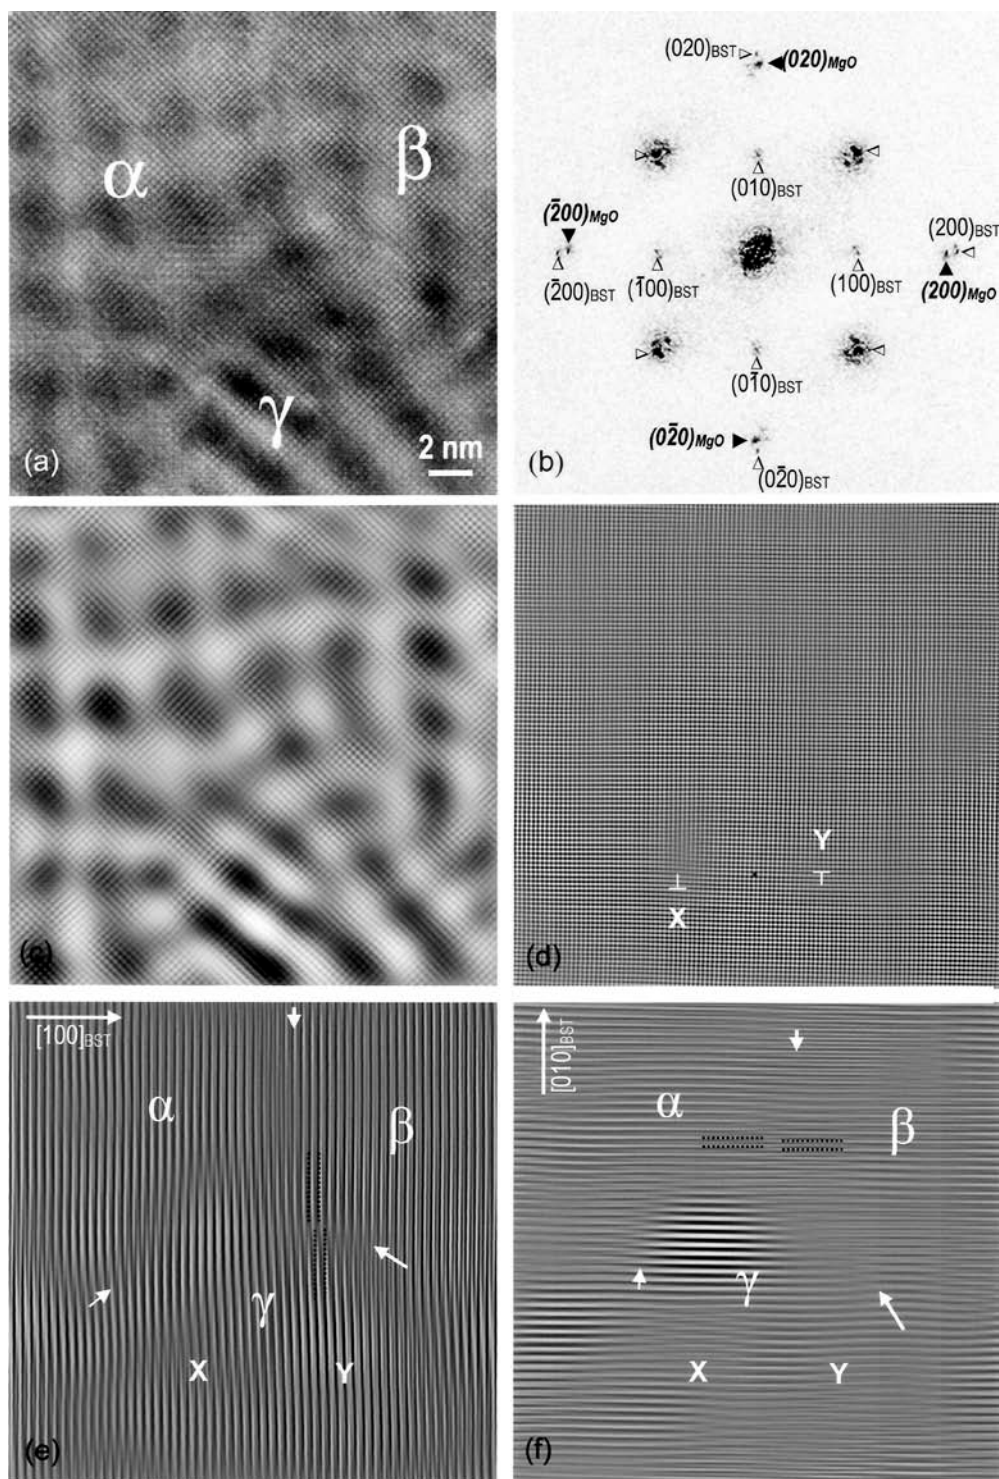 α
β
γ
2 nm
(a)
(020)BST
(020)MgO
(010)BST
(2̄00)MgO
(200)BST
(2̄00)BST
(1̄00)BST
(100)BST
(200)MgO
(01̄0)BST
(02̄0)MgO
(b)
(02̄0)BST
(c)
Y
X
(d)
[100]BST
α
β
γ
X
Y
(e)
[010]BST
α
β
γ
X
Y
(f)